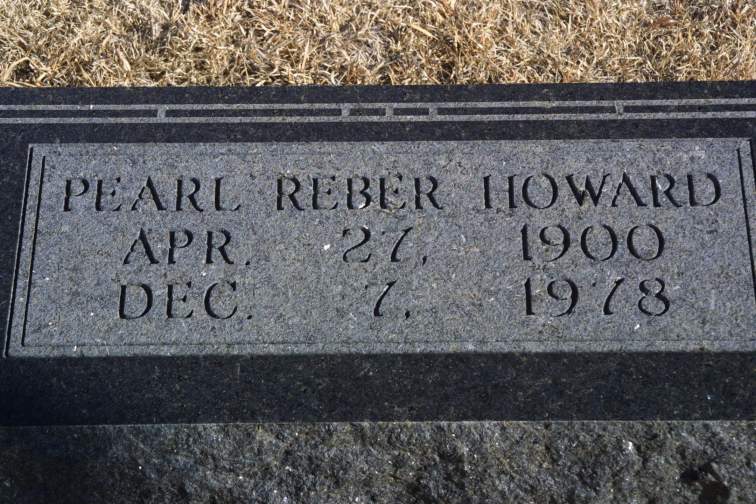 PEARL REBER HOWARD
APR. 27, 1900
DEC. 7, 1978